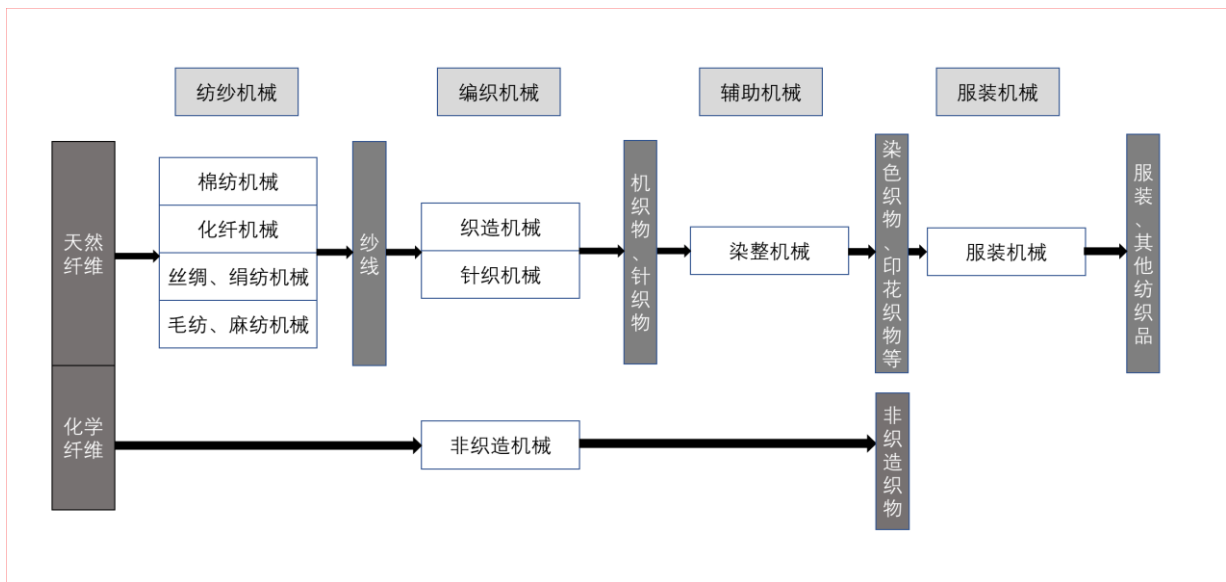 纺纱机械
编织机械
辅助机械
服装机械
天然
纤维
化学
纤维
棉纺机械
化纤机械
丝绸、绢纺机械
毛纺、麻纺机械
纱线
织造机械
针织机械
非织造机械
机织物、针织物
染整机械
染色织物、印花织物等
非织造织物
服装机械
服装、其他纺织品